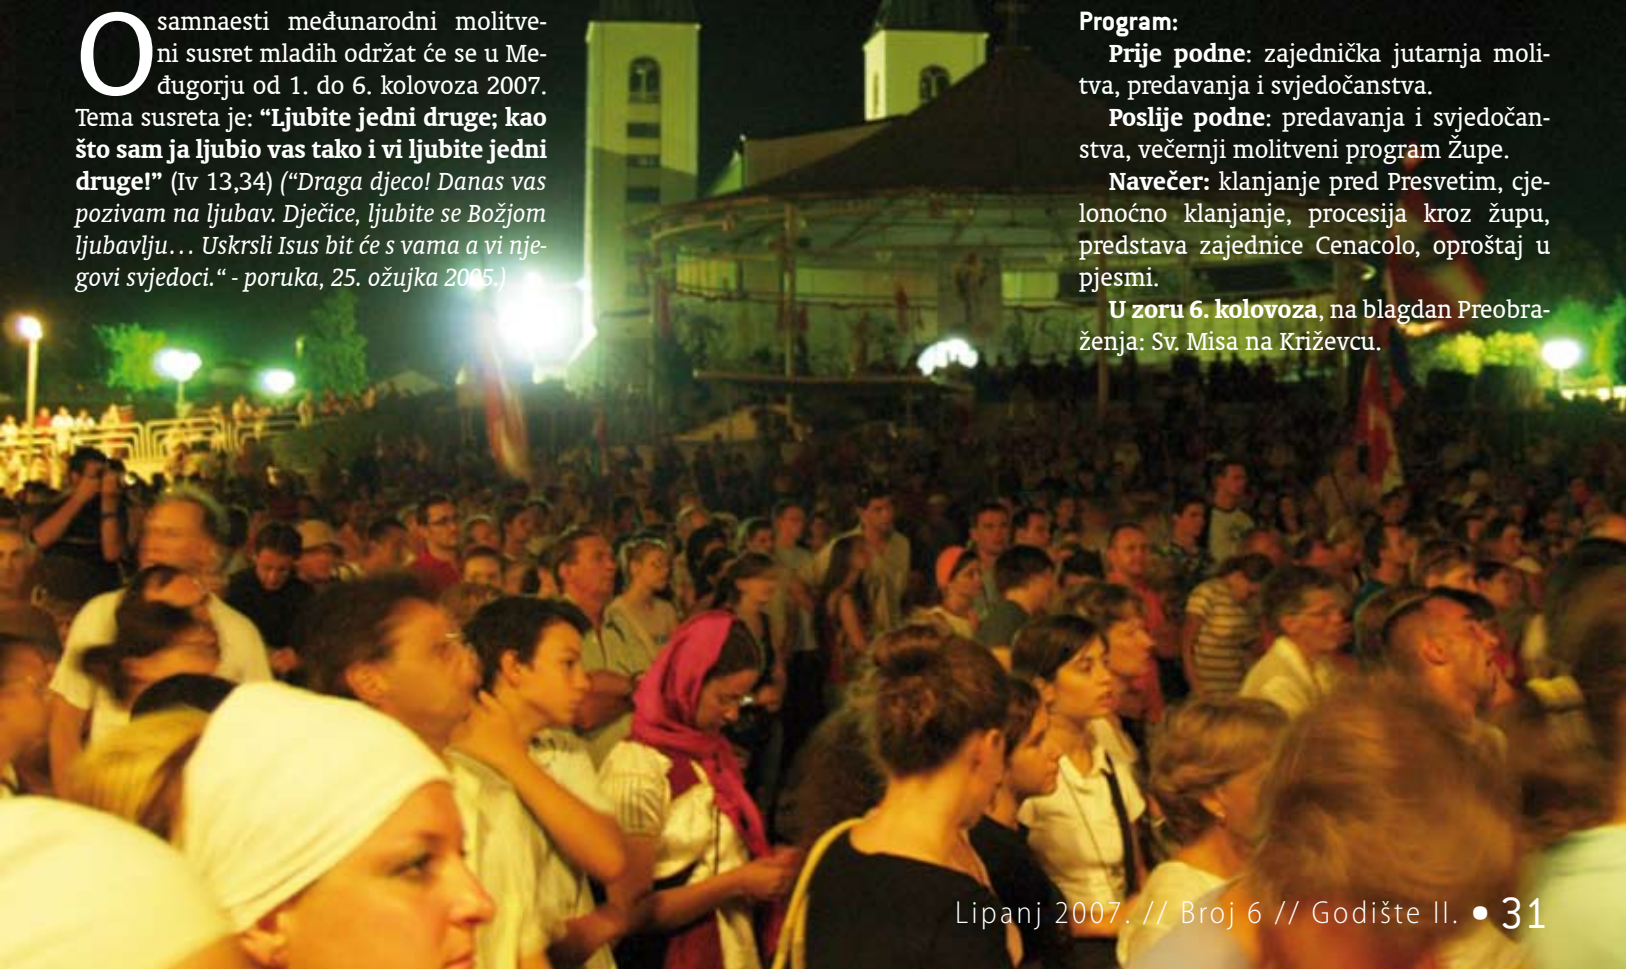 Osamnaesti međunarodni molitve-
ni susret mladih održat će se u Me-
đugorju od 1. do 6. kolovoza 2007.
Tema susreta je: “Ljubite jedni druge; kao
što sam ja ljubio vas tako i vi ljubite jedni
druge!” (Iv 13,34) (“Draga djeco! Danas vas
pozivam na ljubav. Dječice, ljubite se Božjom
ljubavlju… Uskrsli Isus bit će s vama a vi nje-
govi svjedoci.“ - poruka, 25. ožujka 2005.)
Program:
Prije podne: zajednička jutarnja moli-
tva, predavanja i svjedočanstva.
Poslije podne: predavanja i svjedočan-
stva, večernji molitveni program Župe.
Navečer: klanjanje pred Presvetim, cje-
lonoćno klanjanje, procesija kroz župu,
predstava zajednice Cenacolo, oproštaj u
pjesmi.
U zoru 6. kolovoza, na blagdan Preobra-
ženja: Sv. Misa na Križevcu.
Lipanj 2007. // Broj 6 // Godište II. • 31